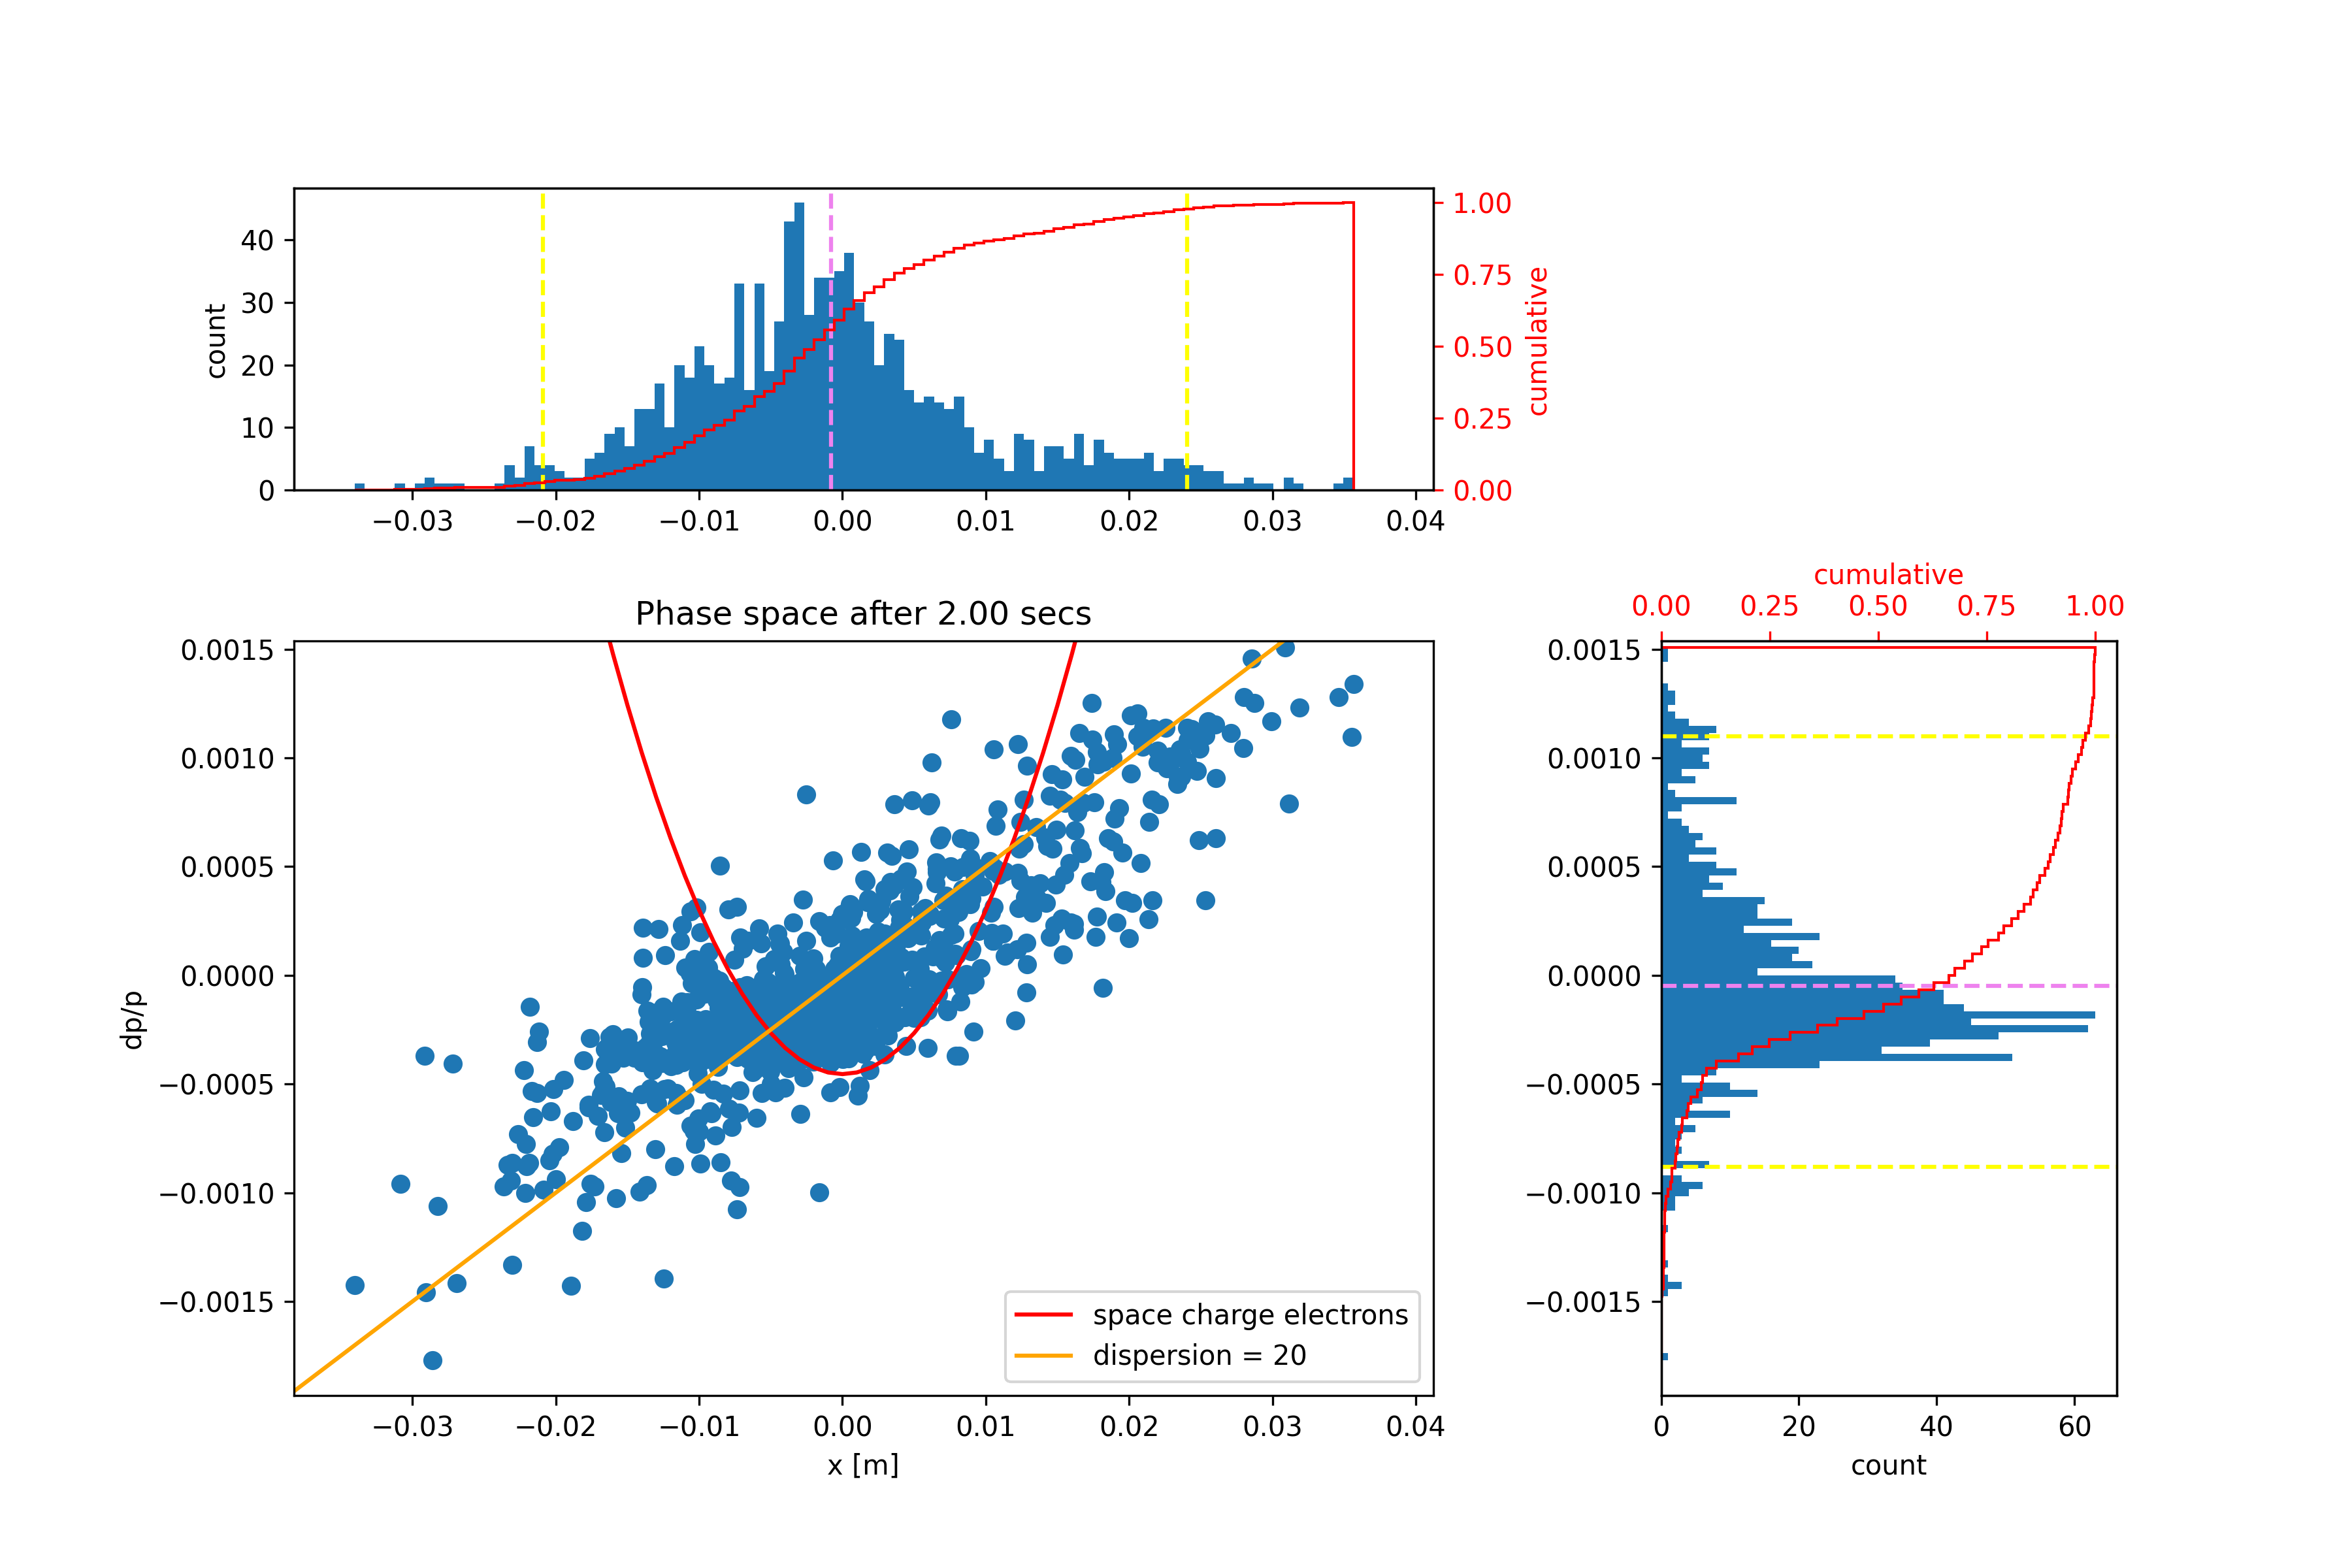 count
40
30
20
10
0
−0.03 −0.02 −0.01 0.00 0.01 0.02 0.03 0.04
1.00
0.75
0.50
0.25
0.00
cumulative
Phase space after 2.00 secs
dp/p
0.0015
0.0010
0.0005
0.0000
−0.0005
−0.0010
−0.0015
space charge electrons
dispersion = 20
−0.03 −0.02 −0.01 0.00 0.01 0.02 0.03 0.04
x [m]
cumulative
0.00 0.25 0.50 0.75 1.00
0.0015
0.0010
0.0005
0.0000
−0.0005
−0.0010
−0.0015
0 20 40 60
count